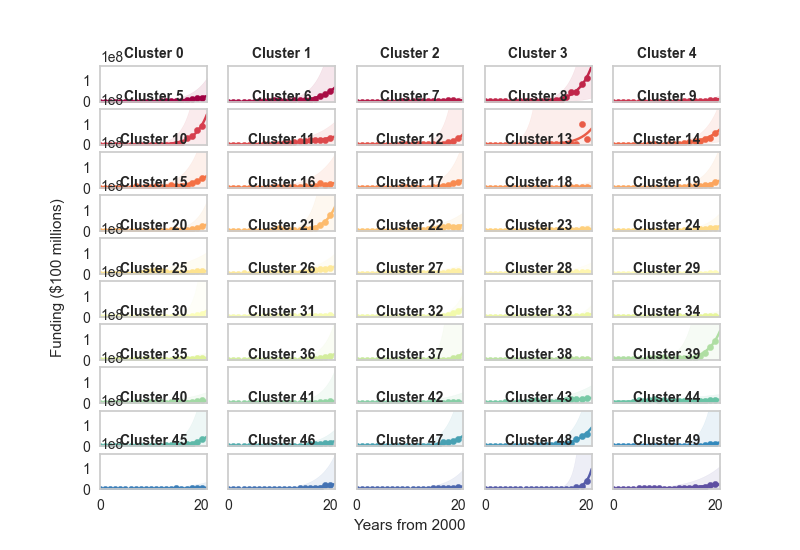 1e8
Cluster 0 Cluster 1 Cluster 2 Cluster 3 Cluster 4
1
0
1e8
Cluster 5 Cluster 6 Cluster 7 Cluster 8 Cluster 9
1
0
1e8
Cluster 10 Cluster 11 Cluster 12 Cluster 13 Cluster 14
1
0
1e8
Cluster 15 Cluster 16 Cluster 17 Cluster 18 Cluster 19
1
0
1e8
Cluster 20 Cluster 21 Cluster 22 Cluster 23 Cluster 24
1
0
1e8
Cluster 25 Cluster 26 Cluster 27 Cluster 28 Cluster 29
1
0
1e8
Cluster 30 Cluster 31 Cluster 32 Cluster 33 Cluster 34
1
0
1e8
Cluster 35 Cluster 36 Cluster 37 Cluster 38 Cluster 39
1
0
1e8
Cluster 40 Cluster 41 Cluster 42 Cluster 43 Cluster 44
1
0
1e8
Cluster 45 Cluster 46 Cluster 47 Cluster 48 Cluster 49
1
0
0 20 0 20 0 20 0 20 0 20
Years from 2000
Funding ($100 millions)